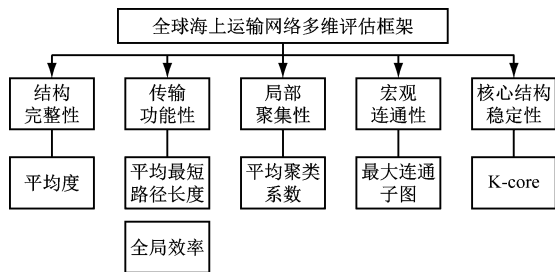 全球海上运输网络多维评估框架
结构
完整性
传输
功能性
局部
聚集性
宏观
连通性
核心结构
稳定性
平均度
平均最短
路径长度
平均聚类
系数
最大连通
子图
K-core
全局效率